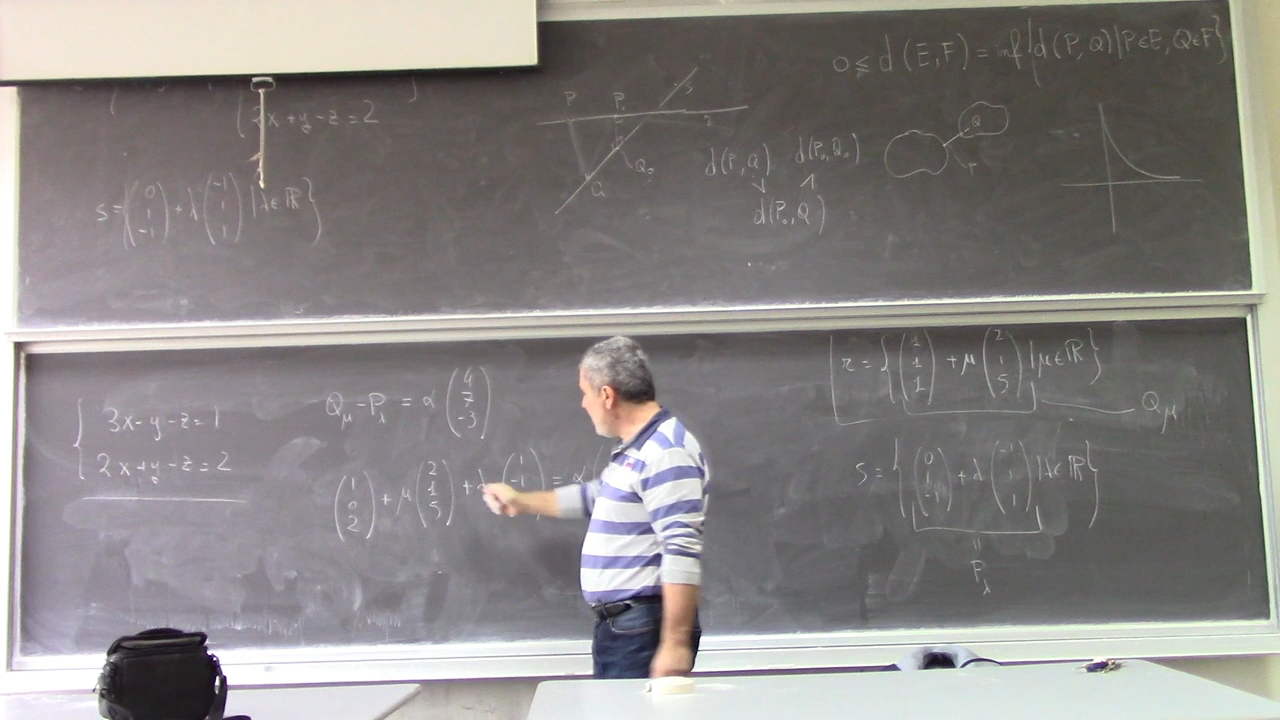 2x+y-z=2
s={(0 1 -1)+λ(-1 1 1)|λ∈ℝ}
P P₀ s
r
Q₀
Q
d(P,Q) d(P₀,Q₀)
d(P₀,Q)
0≤d(E,F)=inf{d(P,Q)|P∈E,Q∈F}
Q
P
{3x-y-z=1
2x+y-z=2
Q_μ-P_λ=α(4 7 -3)
(1 0 2)+μ(2 1 5)+λ(1 -1
=α
r={(1 1 1)+μ(2 1 5)|μ∈ℝ}
Q_μ
s={(0 1 -1)+λ(-1 1 1)|λ∈ℝ}
=
P_λ